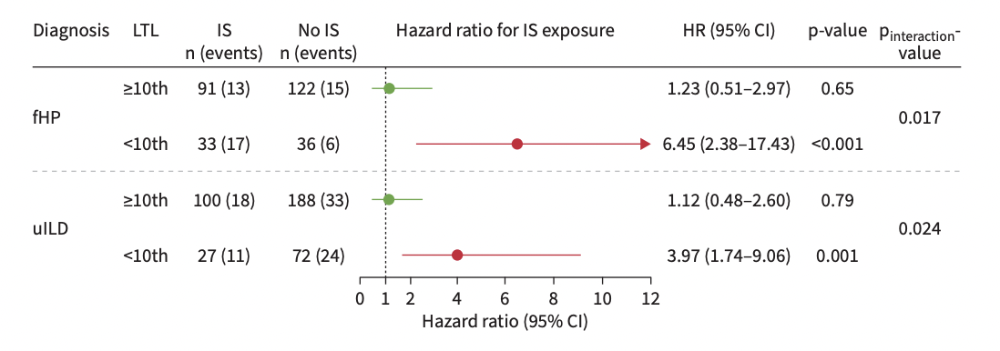 Diagnosis LTL IS No IS Hazard ratio for IS exposure HR (95% CI) p-value pinteraction-
n (events) n (events) value
≥10th 91 (13) 122 (15) 1.23 (0.51–2.97) 0.65
fHP 0.017
<10th 33 (17) 36 (6) 6.45 (2.38–17.43) <0.001
≥10th 100 (18) 188 (33) 1.12 (0.48–2.60) 0.79
uILD 0.024
<10th 27 (11) 72 (24) 3.97 (1.74–9.06) 0.001
0 1 2 4 6 8 10 12
Hazard ratio (95% CI)